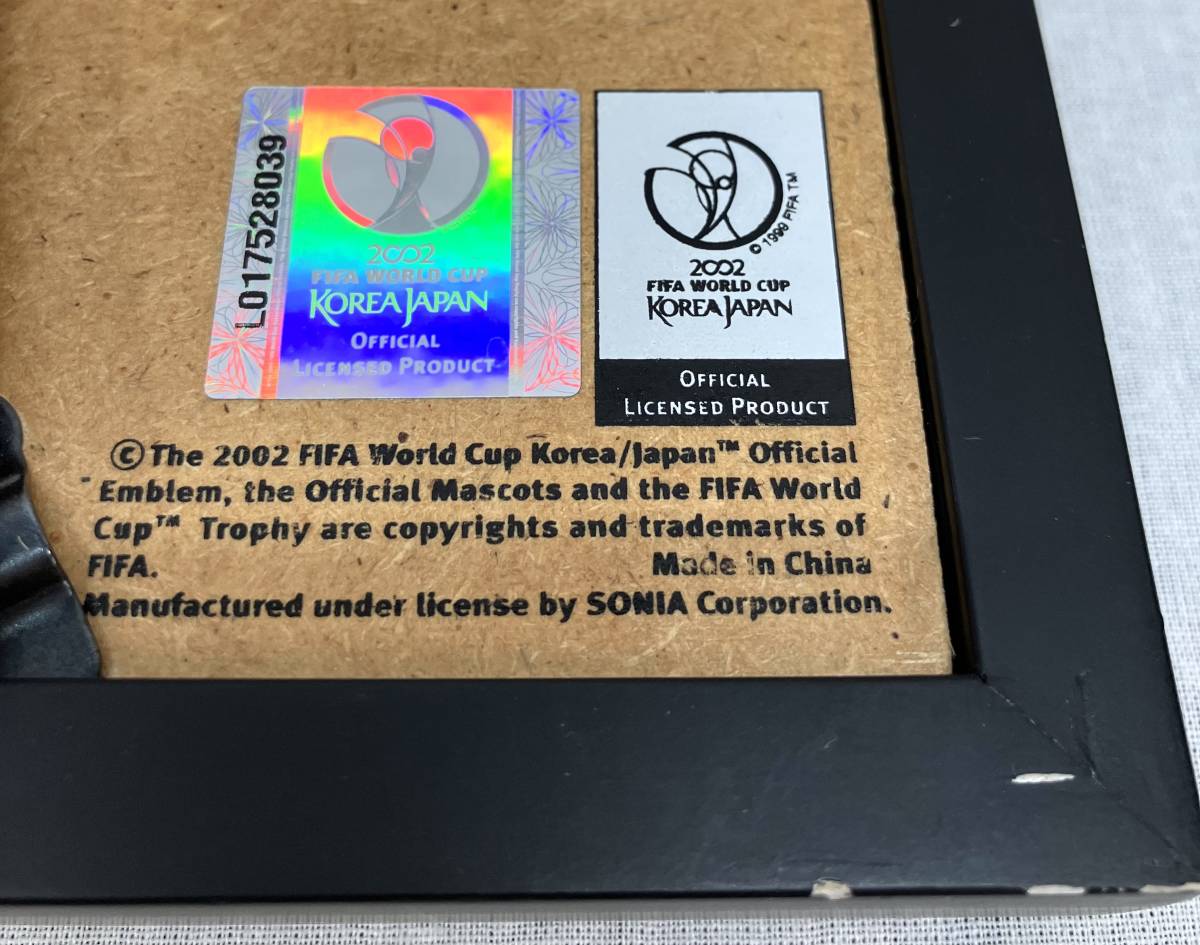 L017528039
2002
FIFA WORLD CUP
KOREA JAPAN
OFFICIAL
LICENSED PRODUCT
© 1999 FIFA TM
2002
FIFA WORLD CUP
KOREA JAPAN
OFFICIAL
LICENSED PRODUCT
©The 2002 FIFA World Cup Korea/Japan™ Official
Emblem, the Official Mascots and the FIFA World
Cup™ Trophy are copyrights and trademarks of
FIFA. Made in China
Manufactured under license by SONIA Corporation.